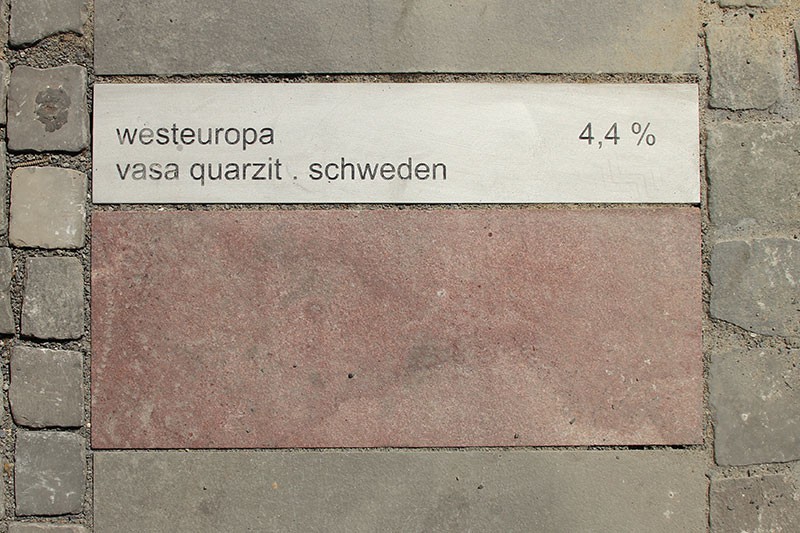 westeuropa 4,4 %
vasa quarzit . schweden